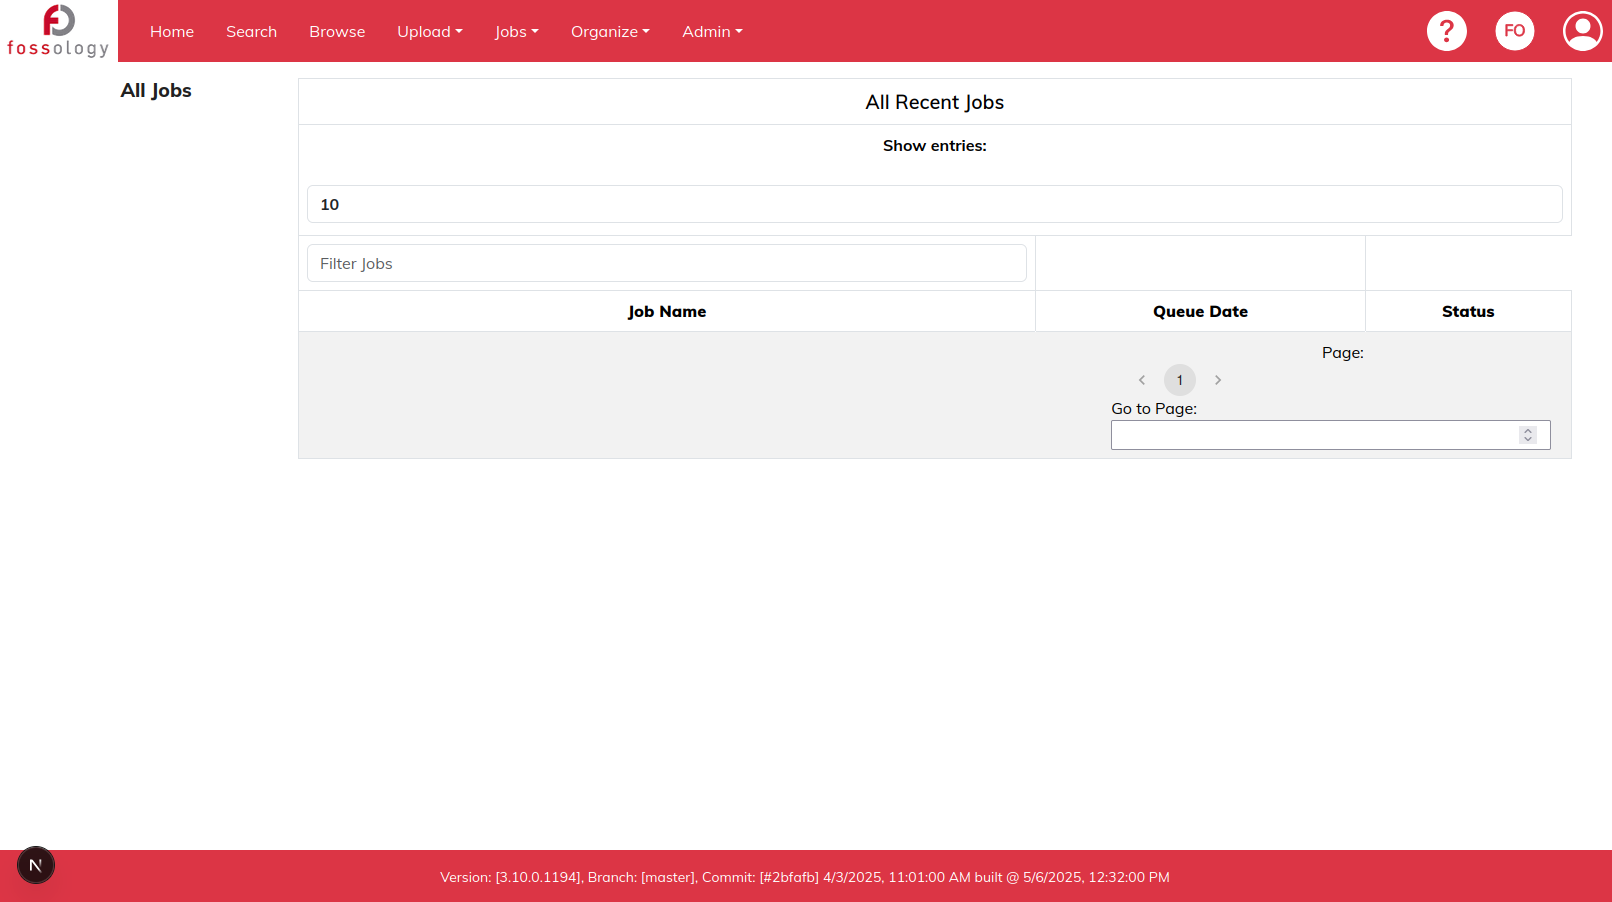 fossology
Home Search Browse Upload Jobs Organize Admin
? FO
All Jobs
All Recent Jobs
Show entries:
10
Filter Jobs
Job Name Queue Date Status
Page:
1
Go to Page:
N
Version: [3.10.0.1194], Branch: [master], Commit: [#2bfafb] 4/3/2025, 11:01:00 AM built @ 5/6/2025, 12:32:00 PM